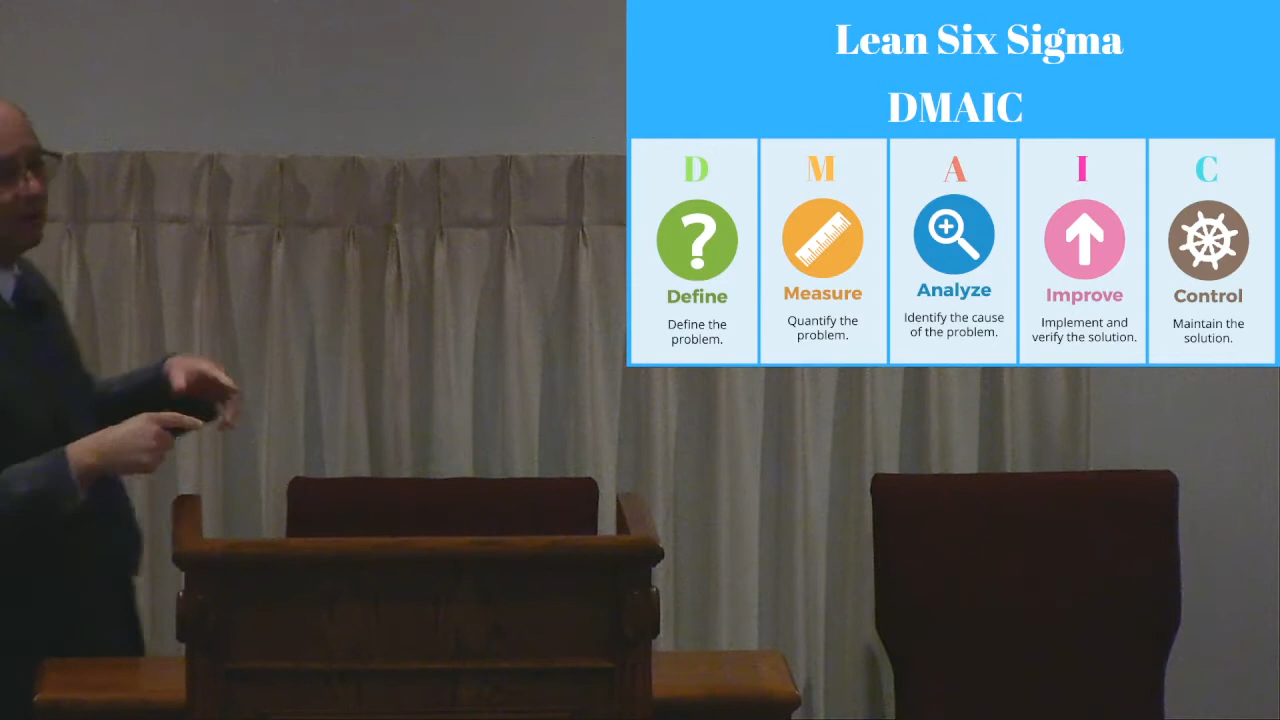 Lean Six Sigma
DMAIC
D
M
A
I
C
Define
Define the
problem.
Measure
Quantify the
problem.
Analyze
Identify the cause
of the problem.
Improve
Implement and
verify the solution.
Control
Maintain the
solution.